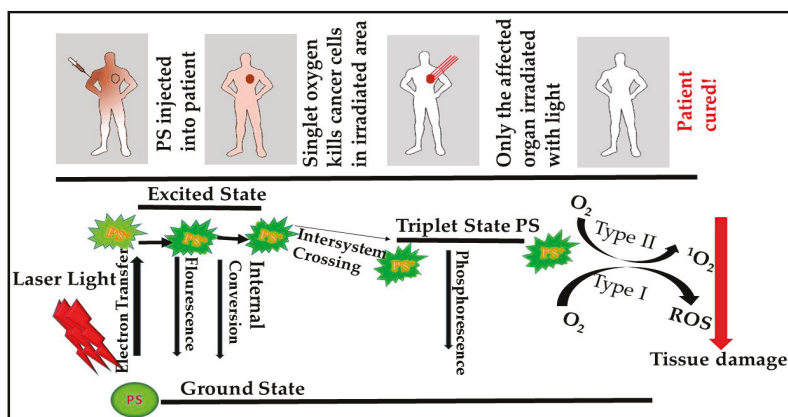 PS injected
into patient
Singlet oxygen
kills cancer cells
in irradiated area
Only the affected
organ irradiated
with light
Patient
cured!
Excited State
PS*
PS*
PS*
Intersystem
Crossing
Triplet State PS
PS*
PS*
O₂
Type II
¹O₂
Type I
O₂
ROS
Laser Light
Electron Transfer
Flourescence
Internal
Conversion
Phosphorescence
Tissue damage
PS
Ground State